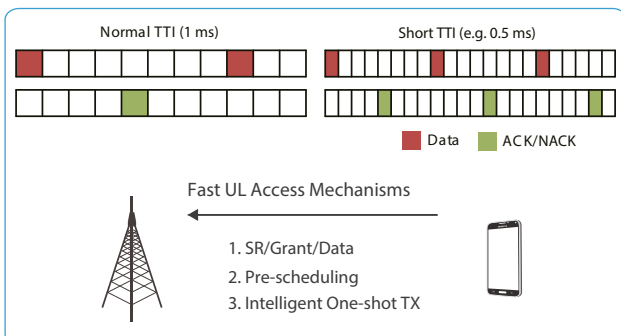 Normal TTI (1 ms)
Short TTI (e.g. 0.5 ms)
Data
ACK/NACK
Fast UL Access Mechanisms
1. SR/Grant/Data
2. Pre-scheduling
3. Intelligent One-shot TX